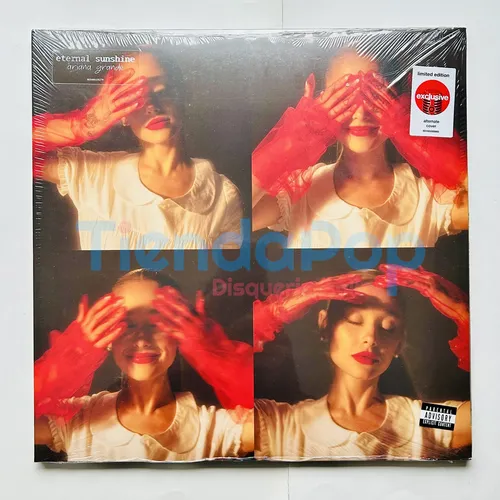 eternal sunshine
ariana grande
limited edition
exclusive
alternate
cover
TiendaPop
Disqueria
PARENTAL
ADVISORY
EXPLICIT CONTENT